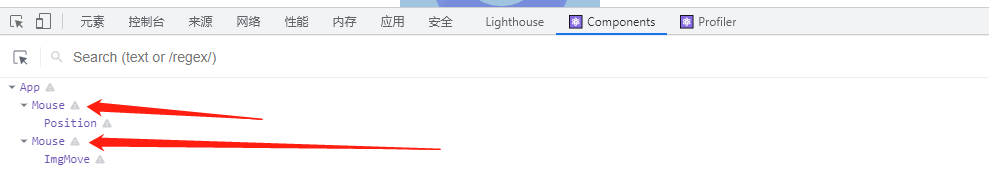 元素 控制台 来源 网络 性能 内存 应用 安全 Lighthouse Components Profiler
Search (text or /regex/)
App
Mouse
Position
Mouse
ImgMove